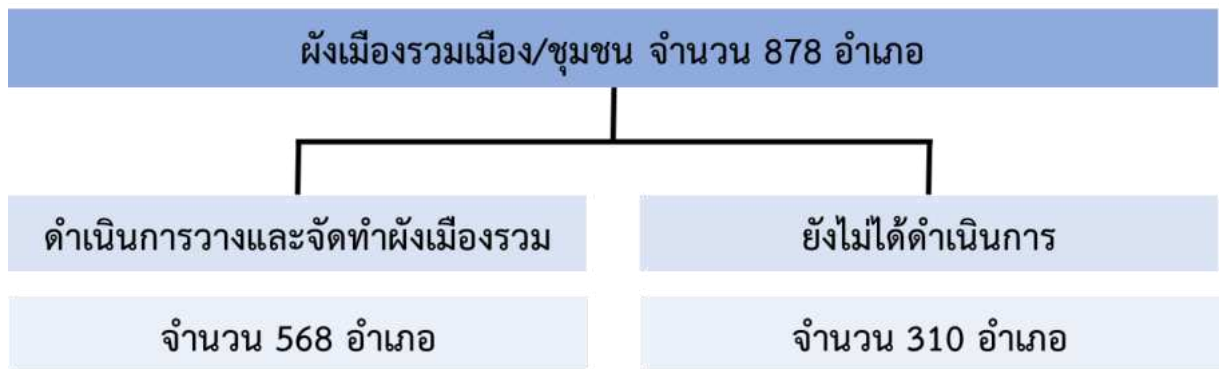 ผังเมืองรวมเมือง/ชุมชน จำนวน 878 อำเภอ
ดำเนินการวางและจัดทำผังเมืองรวม
ยังไม่ได้ดำเนินการ
จำนวน 568 อำเภอ
จำนวน 310 อำเภอ